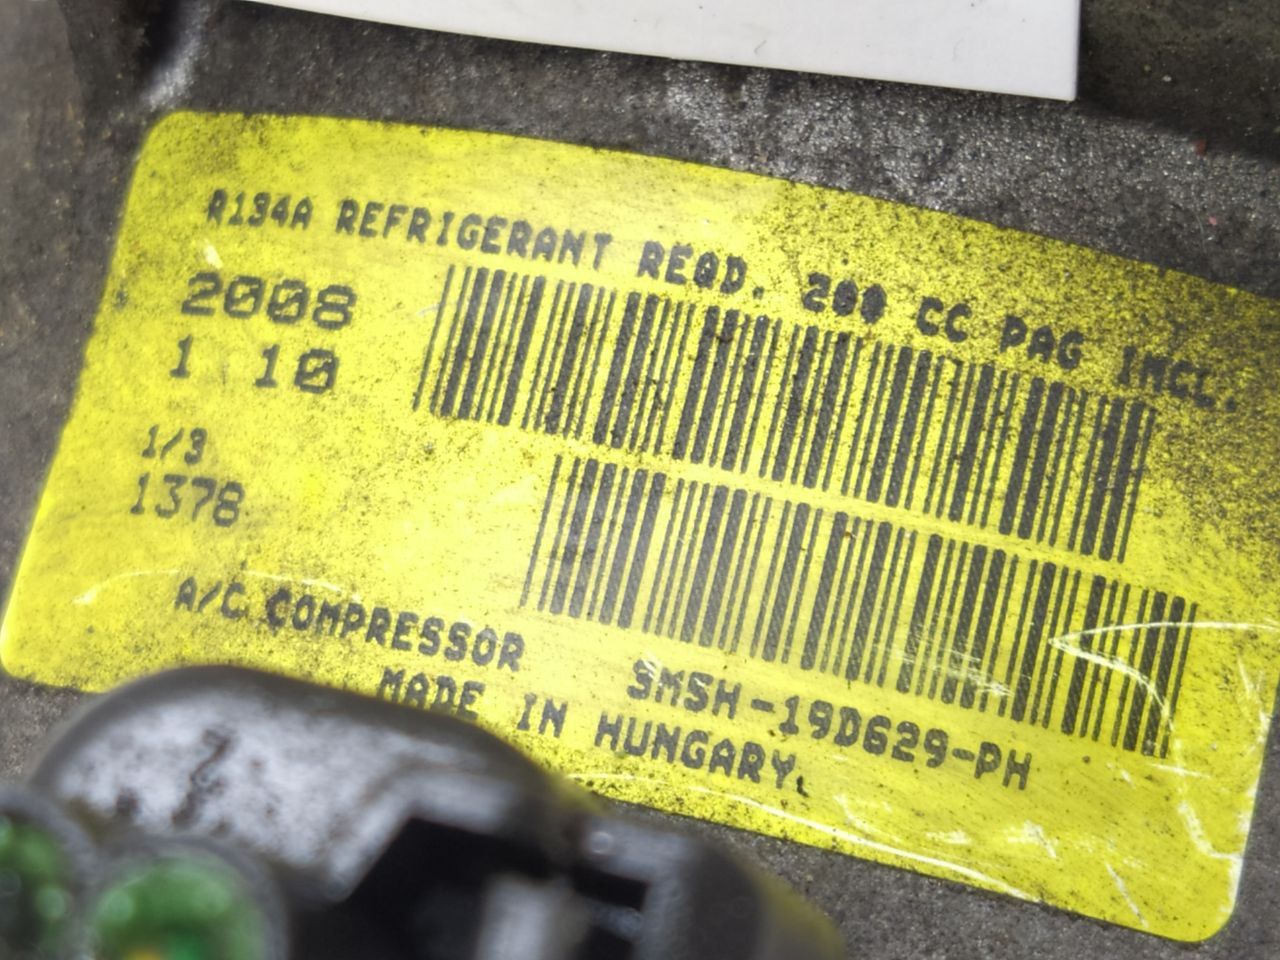 R134A REFRIGERANT REQD. 200 CC PAG INCL.
2008
1 10
1/3
1378
A/C COMPRESSOR
3M5H-19D629-PH
MADE IN HUNGARY.